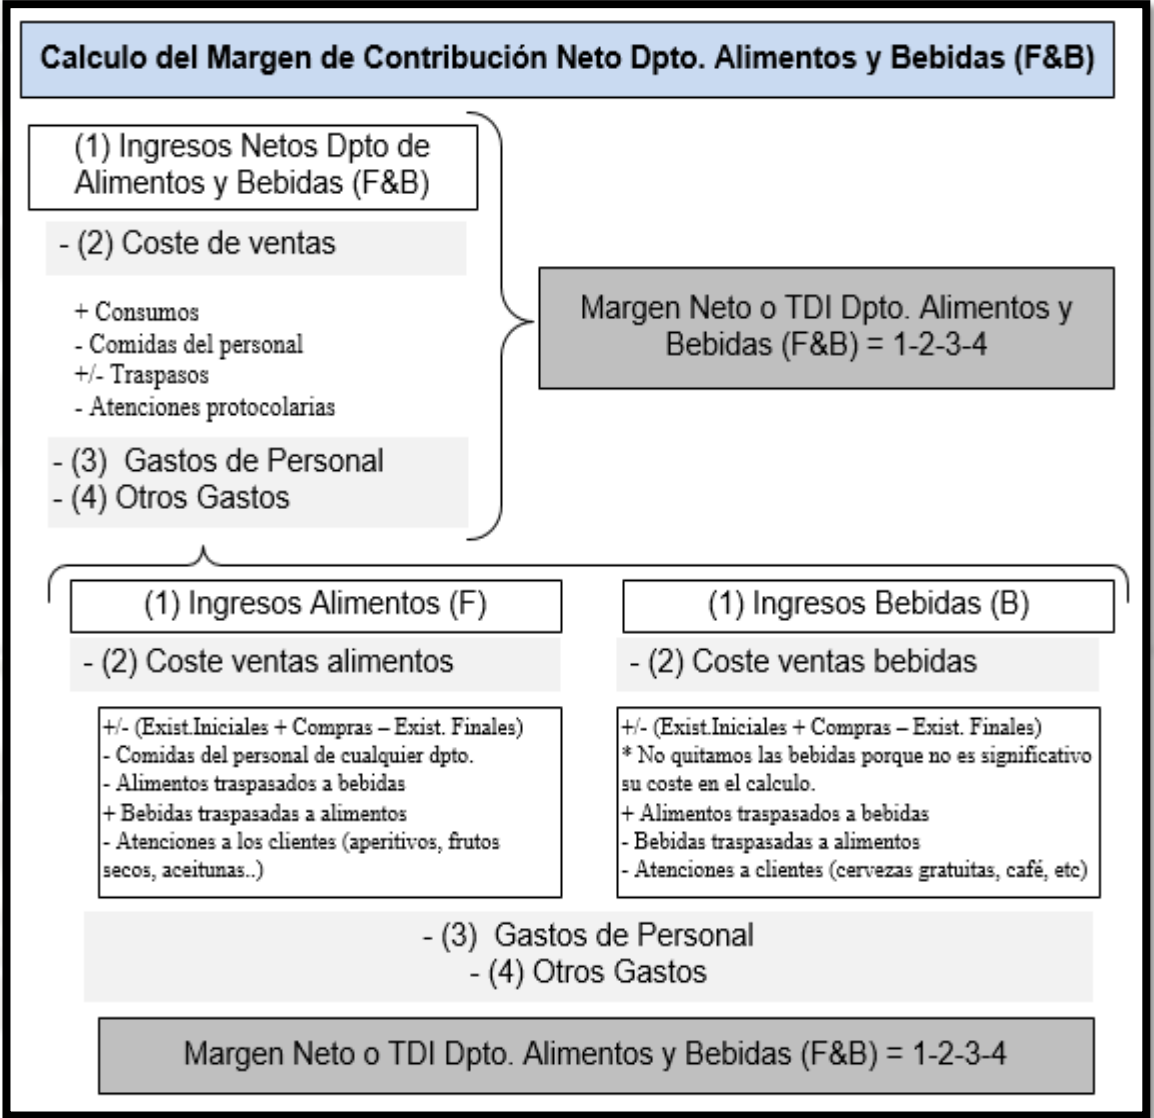 Calculo del Margen de Contribución Neto Dpto. Alimentos y Bebidas (F&B)
(1) Ingresos Netos Dpto de
Alimentos y Bebidas (F&B)
- (2) Coste de ventas
+ Consumos
- Comidas del personal
+/- Traspasos
- Atenciones protocolarias
- (3) Gastos de Personal
- (4) Otros Gastos
Margen Neto o TDI Dpto. Alimentos y
Bebidas (F&B) = 1-2-3-4
(1) Ingresos Alimentos (F)
- (2) Coste ventas alimentos
+/- (Exist.Iniciales + Compras – Exist. Finales)
- Comidas del personal de cualquier dpto.
- Alimentos traspasados a bebidas
+ Bebidas traspasadas a alimentos
- Atenciones a los clientes (aperitivos, frutos
secos, aceitunas..)
(1) Ingresos Bebidas (B)
- (2) Coste ventas bebidas
+/- (Exist.Iniciales + Compras – Exist. Finales)
* No quitamos las bebidas porque no es significativo
su coste en el calculo.
+ Alimentos traspasados a bebidas
- Bebidas traspasadas a alimentos
- Atenciones a clientes (cervezas gratuitas, café, etc)
- (3) Gastos de Personal
- (4) Otros Gastos
Margen Neto o TDI Dpto. Alimentos y Bebidas (F&B) = 1-2-3-4